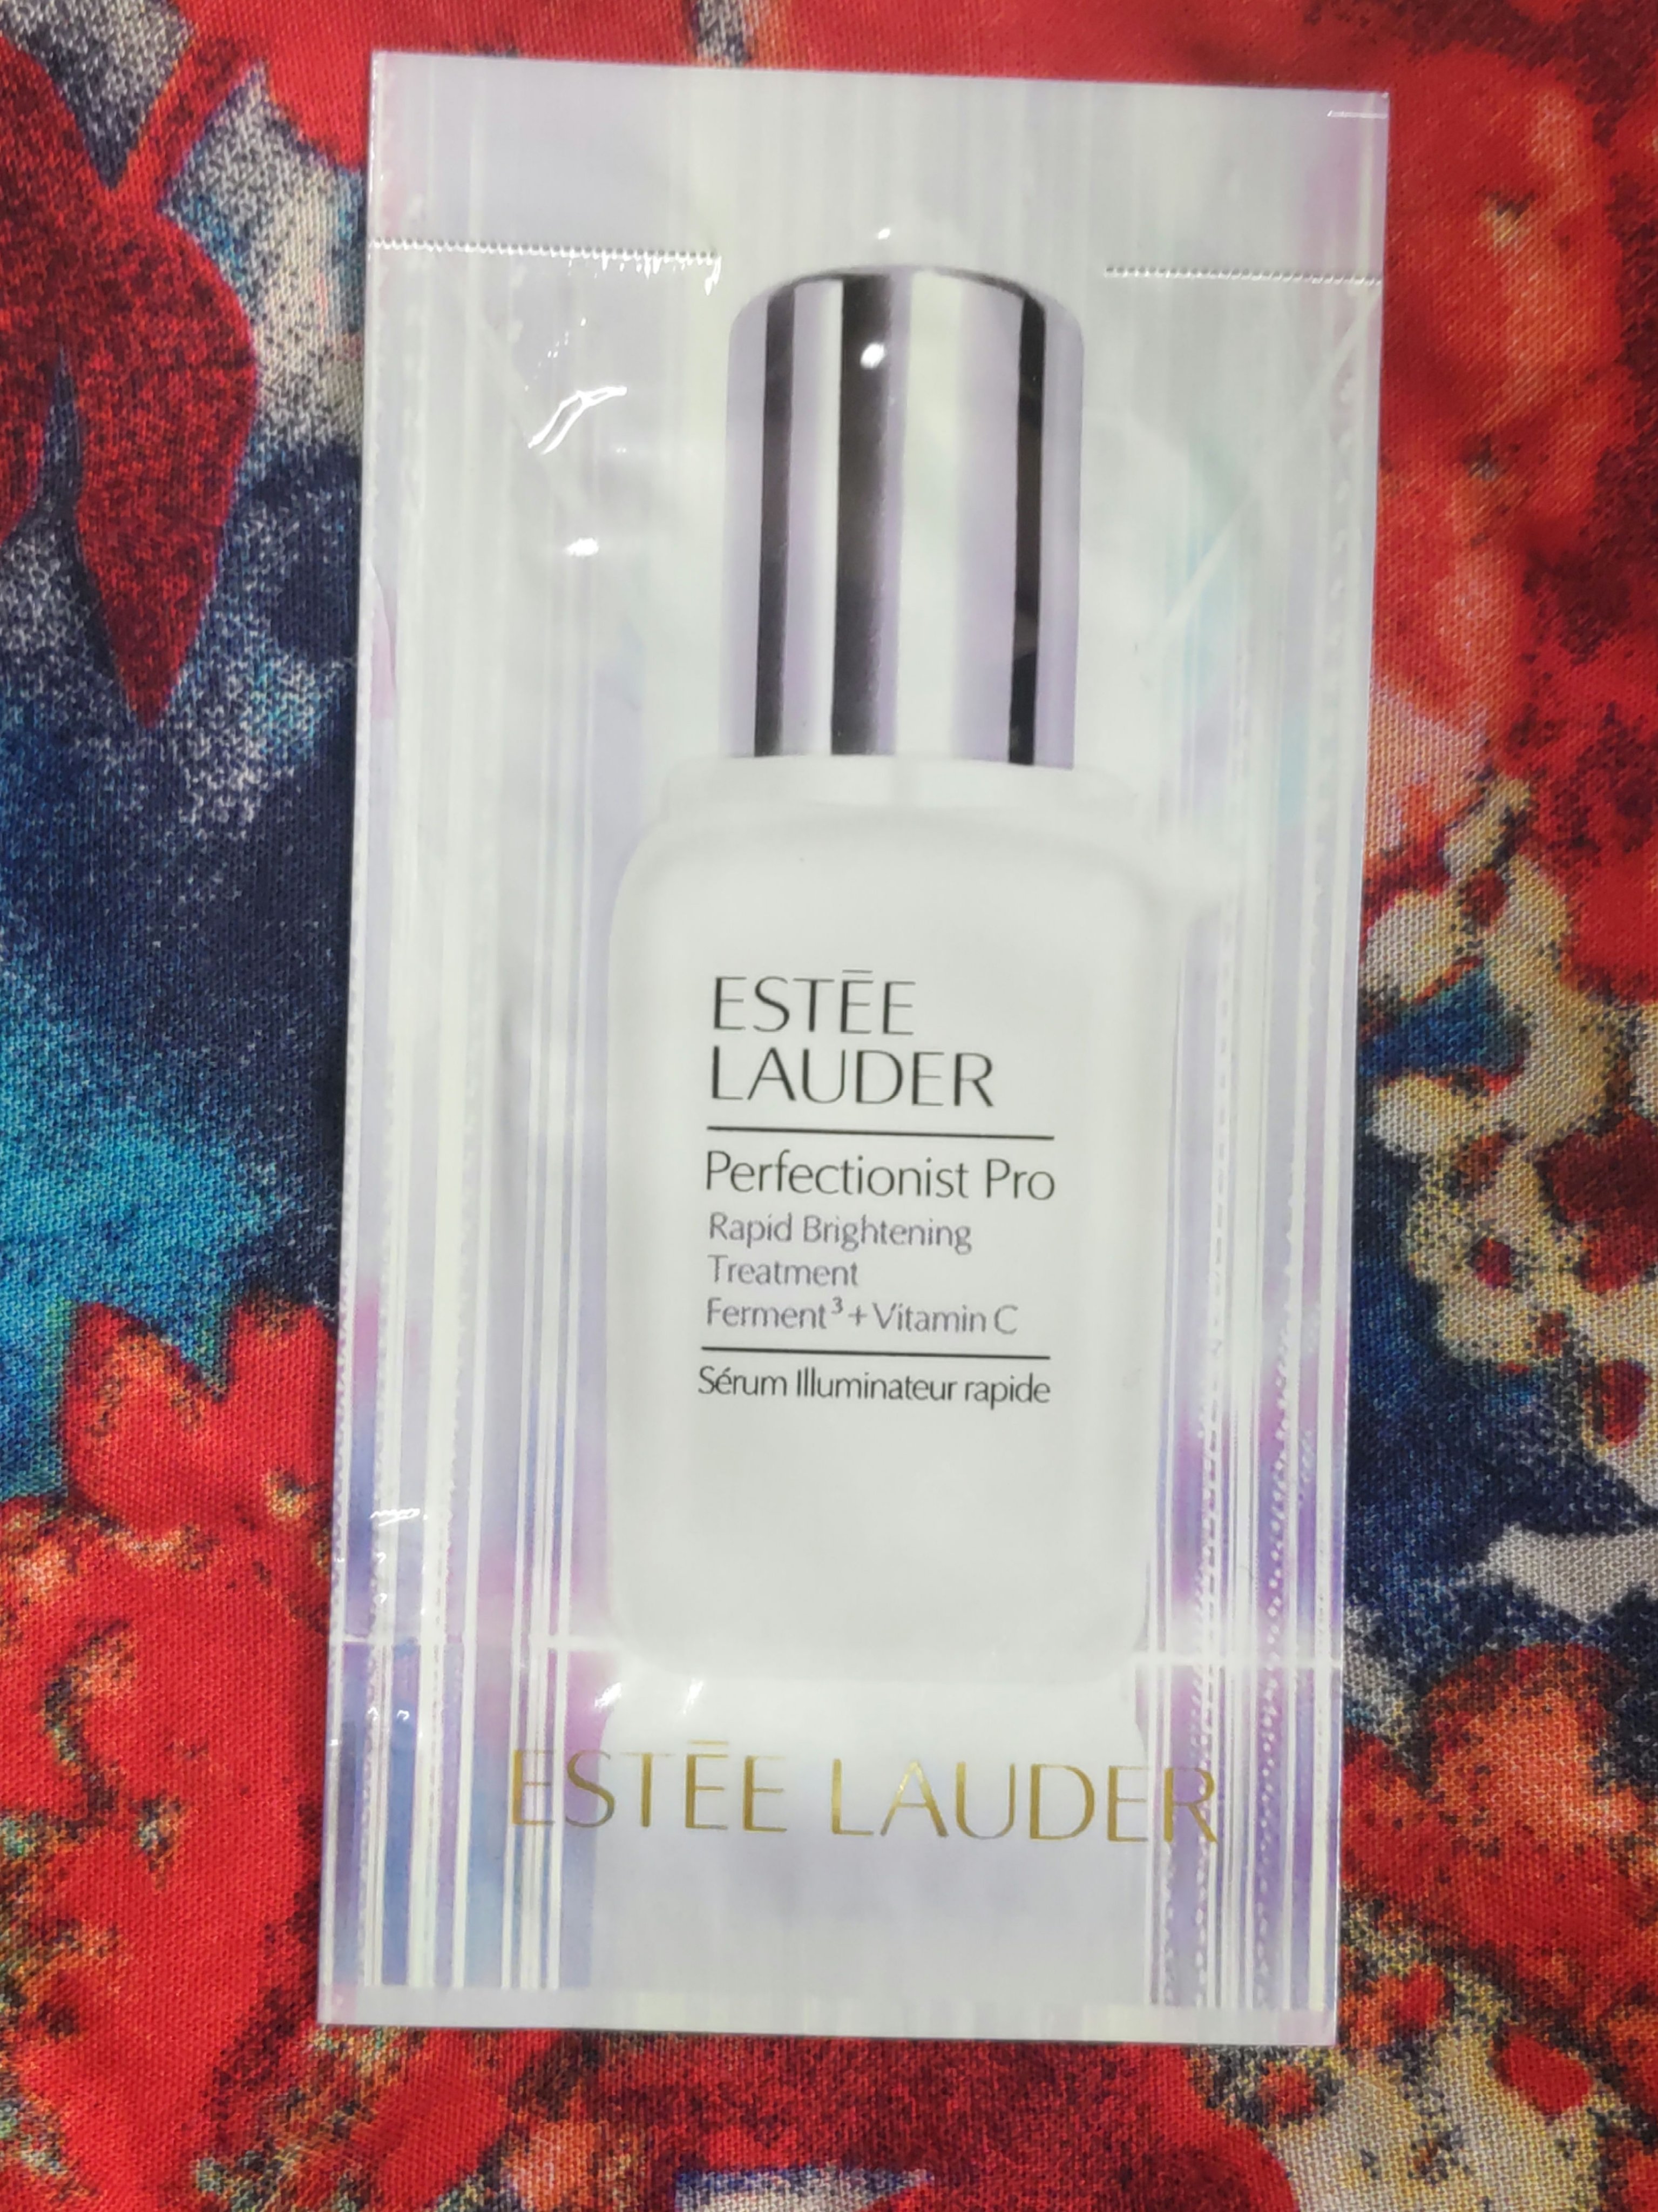 ESTĒE
LAUDER
Perfectionist Pro
Rapid Brightening
Treatment
Ferment³ + Vitamin C
Sérum Illuminateur rapide
ESTĒE LAUDER